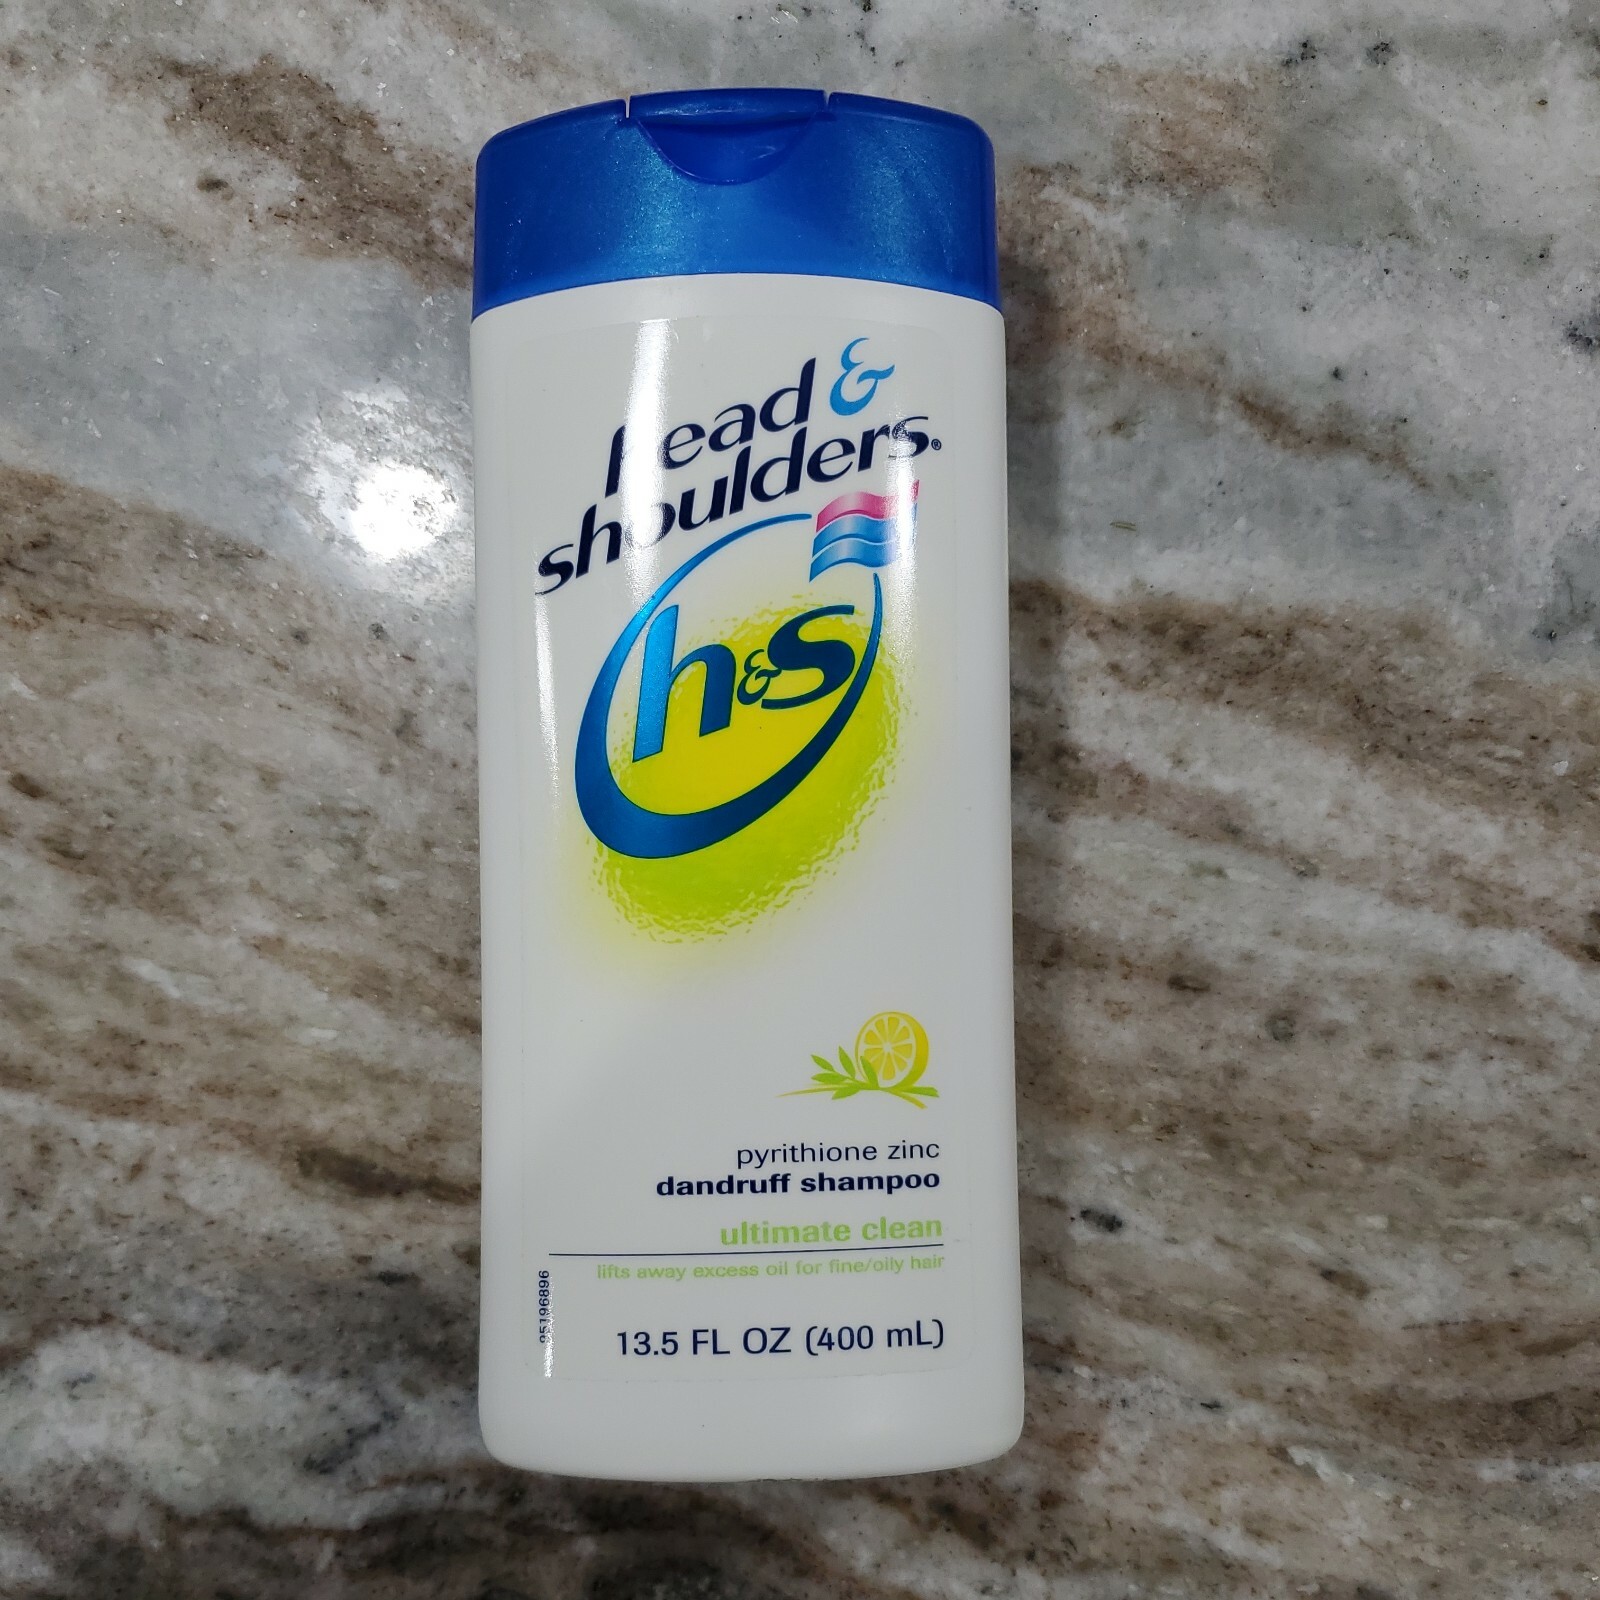 head &
shoulders®
h&s
pyrithione zinc
dandruff shampoo
ultimate clean
lifts away excess oil for fine/oily hair
95196896
13.5 FL OZ (400 mL)